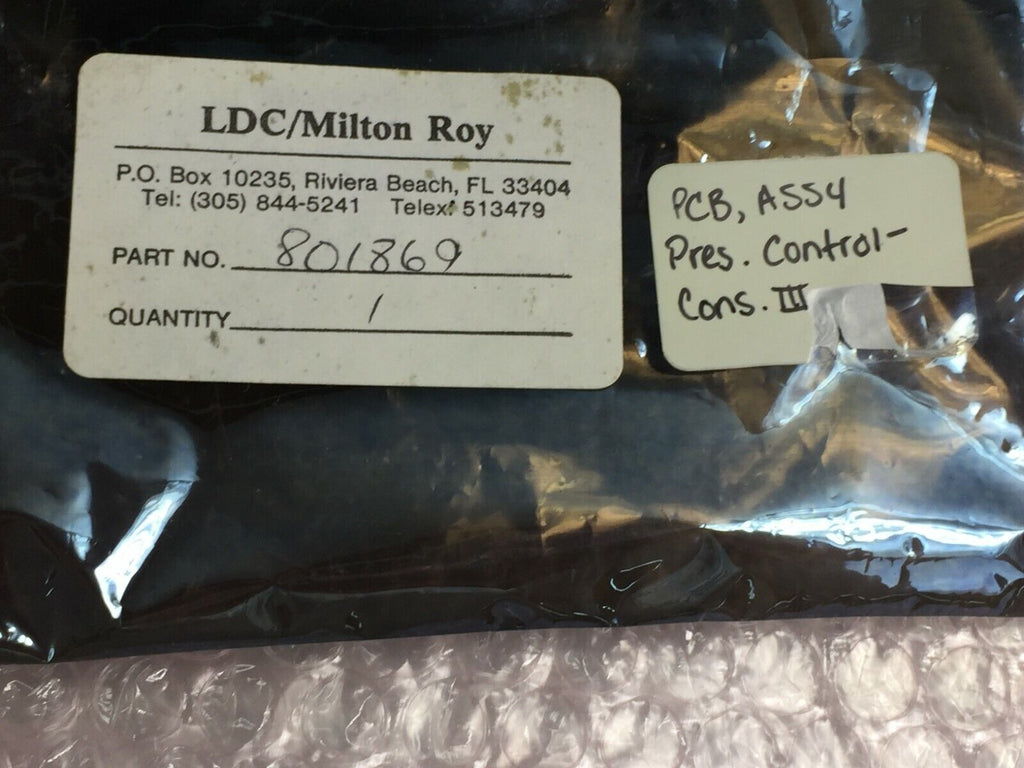 LDC/Milton Roy
P.O. Box 10235, Riviera Beach, FL 33404
Tel: (305) 844-5241 Telex: 513479
PART NO. 801869
QUANTITY 1
PCB, ASSY
Pres. Control-
Cons. III